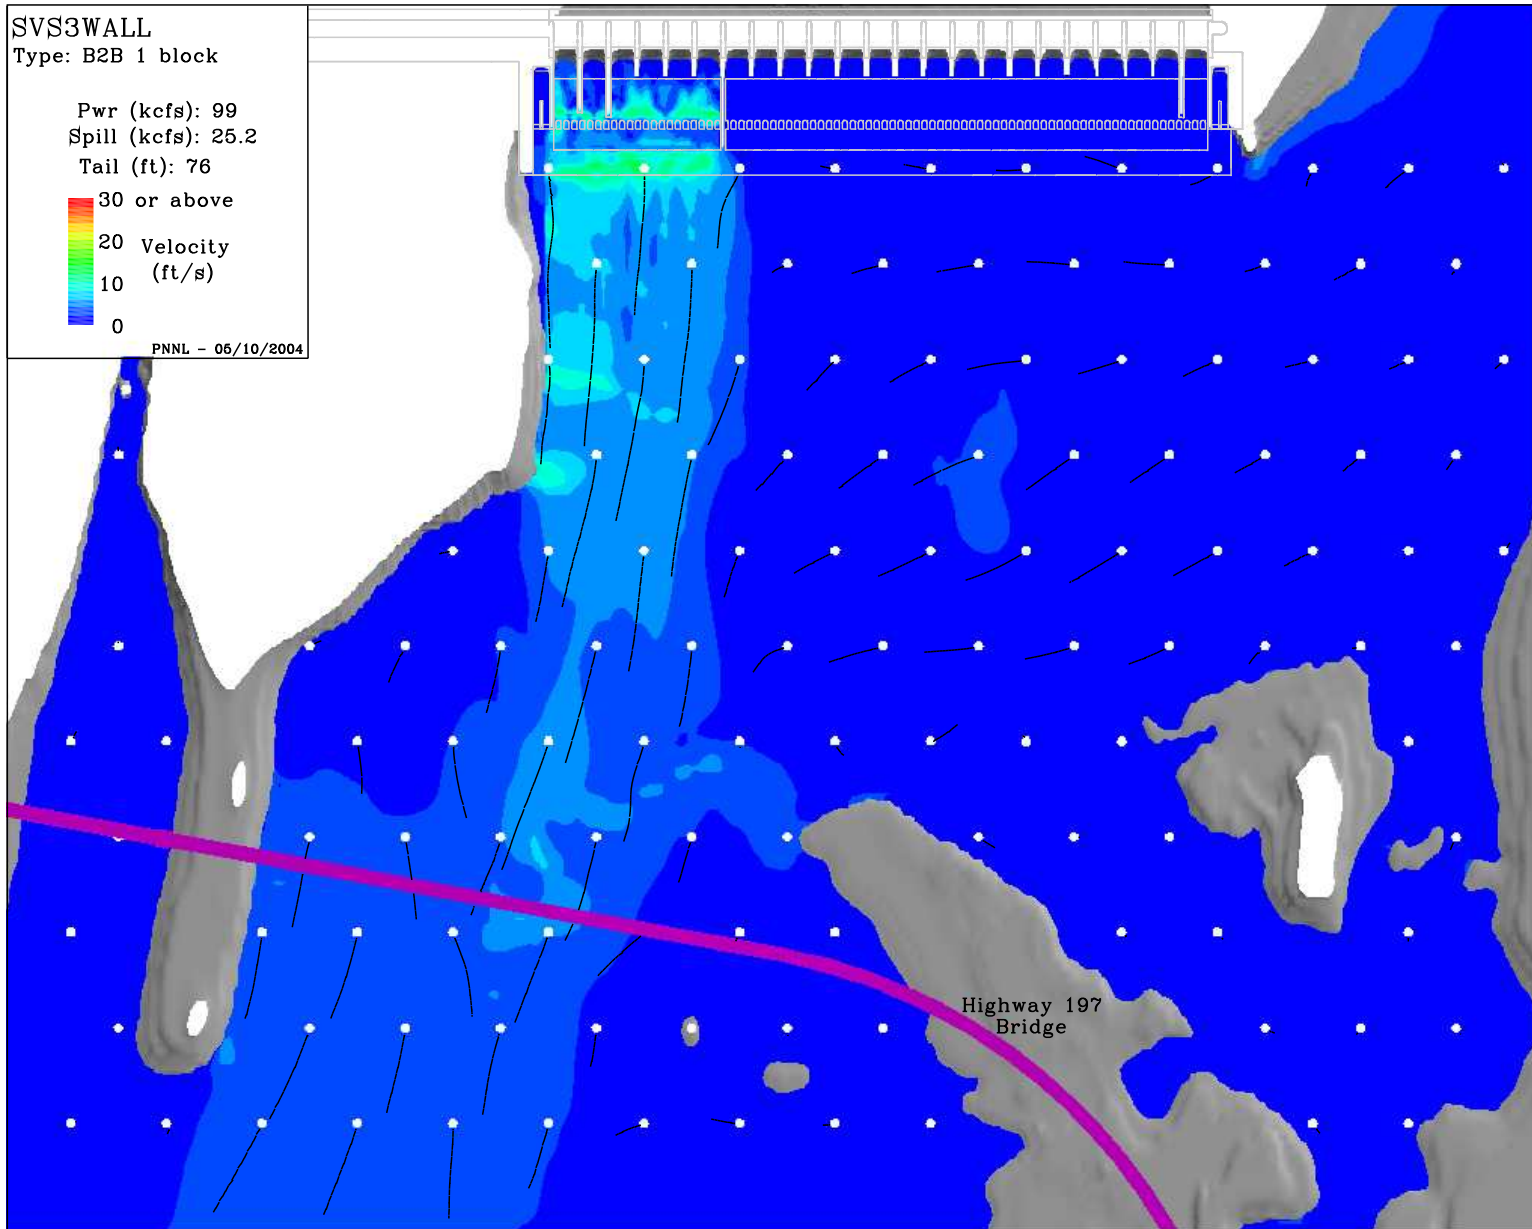 SVS3WALL
Type: B2B 1 block
Pwr (kcfs): 99
Spill (kcfs): 25.2
Tail (ft): 76
30 or above
20
Velocity
(ft/s)
10
0
PNNL - 05/10/2004
Highway 197
Bridge